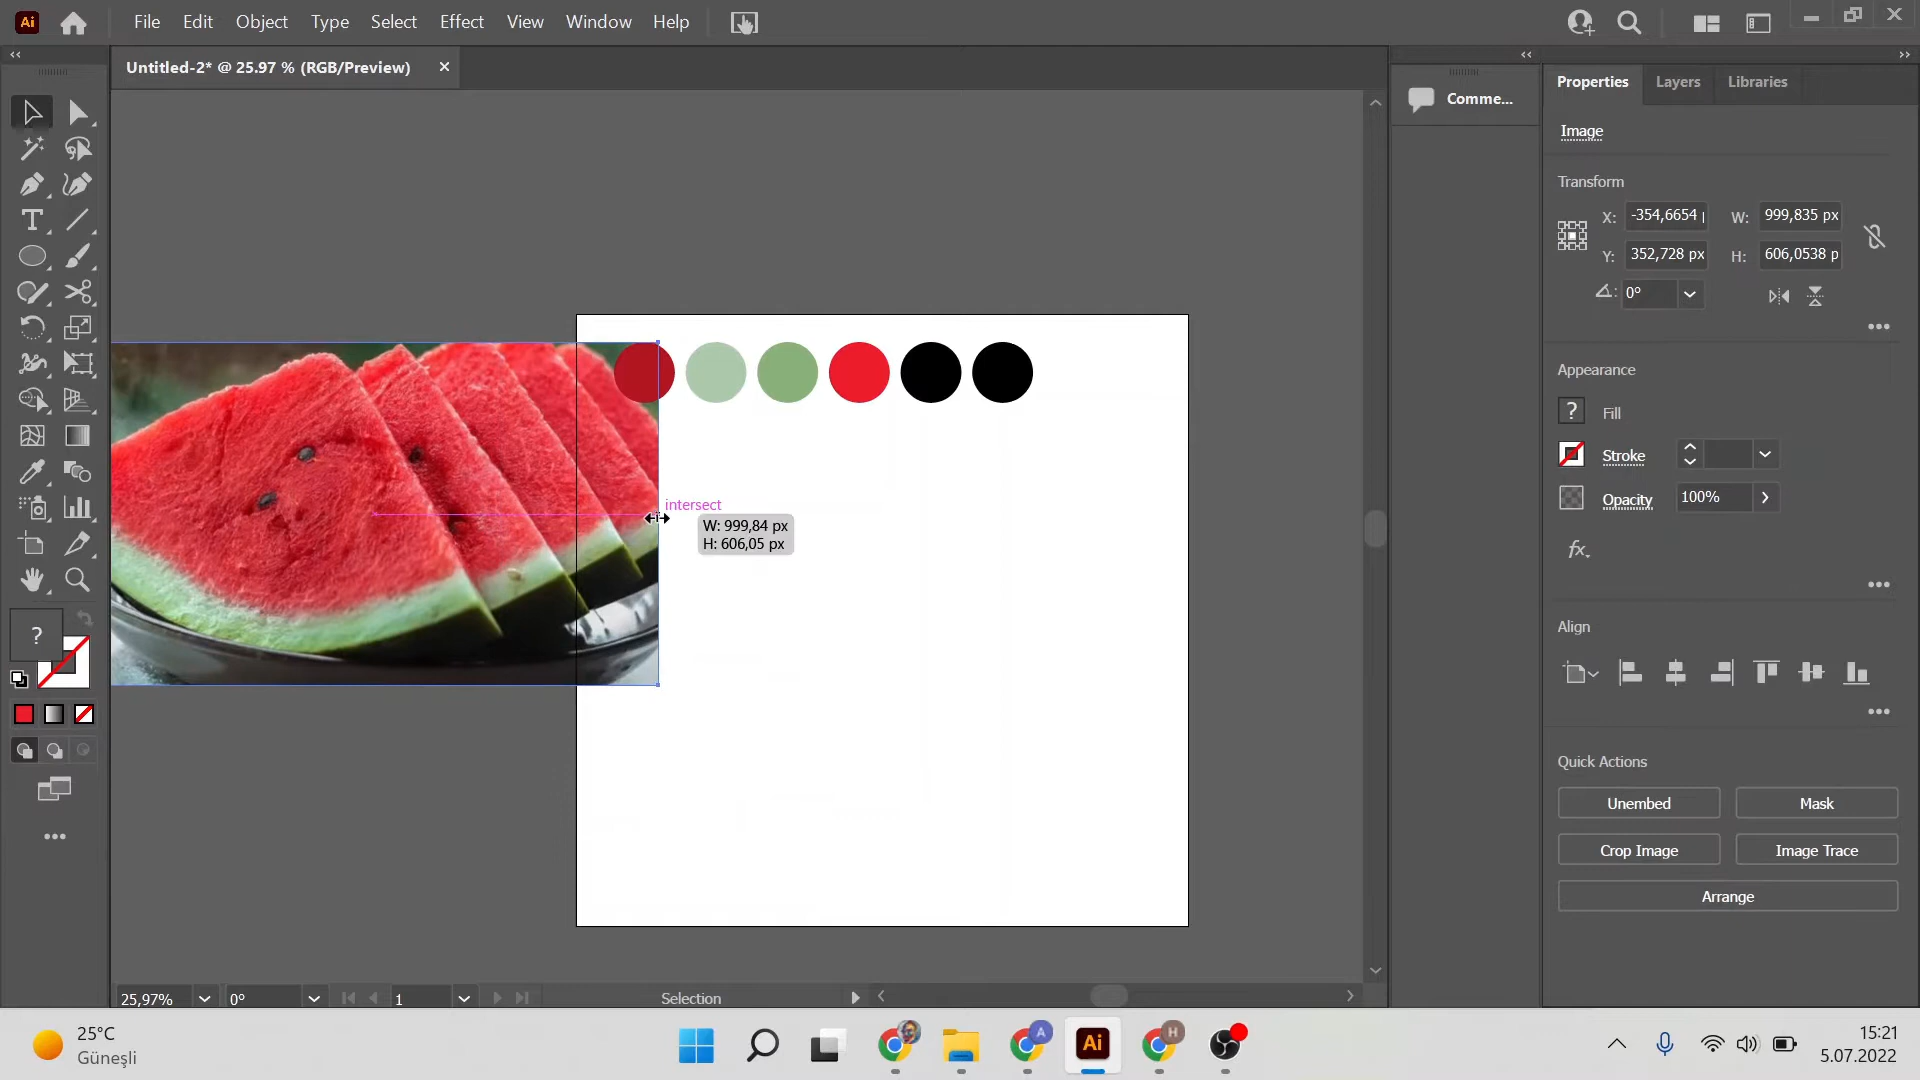 Ai
File Edit Object Type Select Effect View Window Help
Untitled-2* @ 25.97 % (RGB/Preview)
Comme...
Properties Layers Libraries
Image
Transform
X: -354,6654 W: 999,835 px
Y: 352,728 px H: 606,0538 p
0°
Appearance
? Fill
Stroke
Opacity 100%
fx
Align
Quick Actions
Unembed Mask
Crop Image Image Trace
Arrange
intersect
W: 999,84 px
H: 606,05 px
T
?
25,97% 0° 1 Selection
25°C
Güneşli
A
Ai
H
15:21
5.07.2022